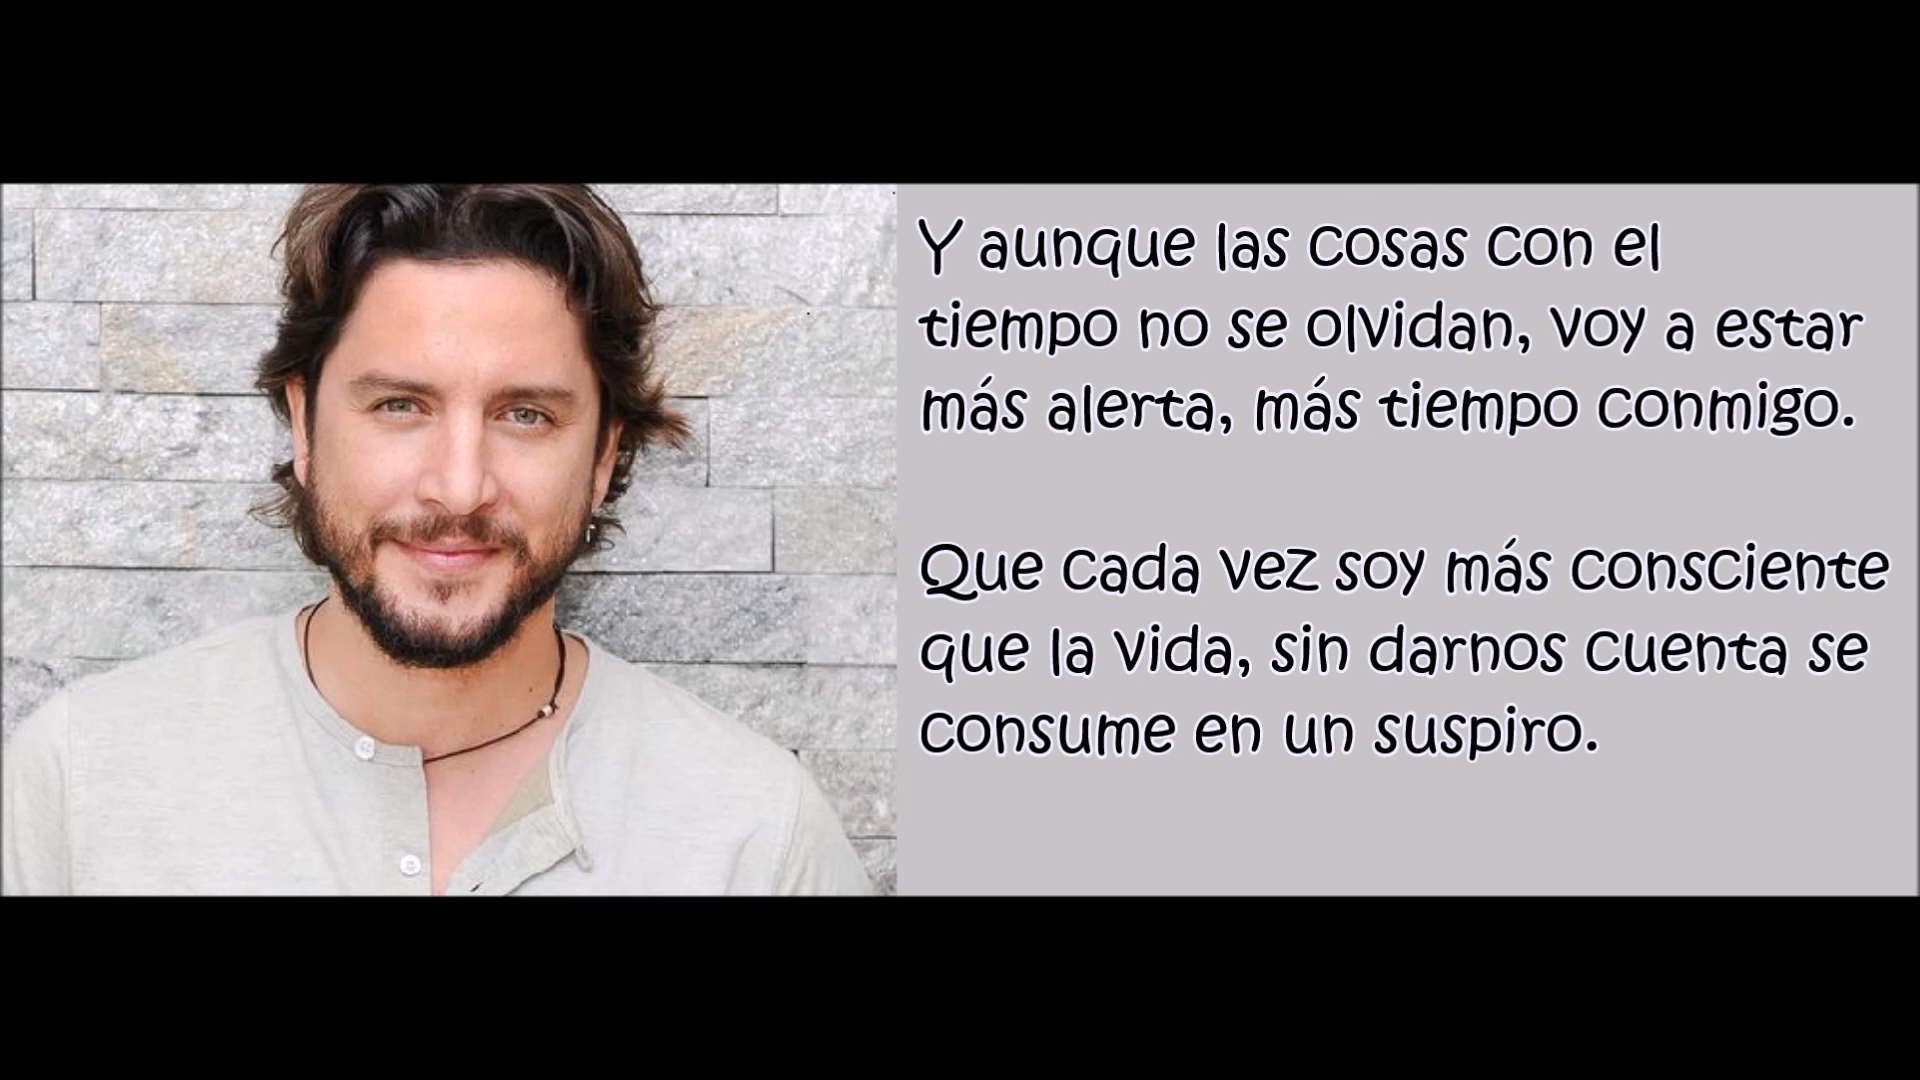 Y aunque las cosas con el
tiempo no se olvidan, voy a estar
más alerta, más tiempo conmigo.
Que cada vez soy más consciente
que la vida, sin darnos cuenta se
consume en un suspiro.